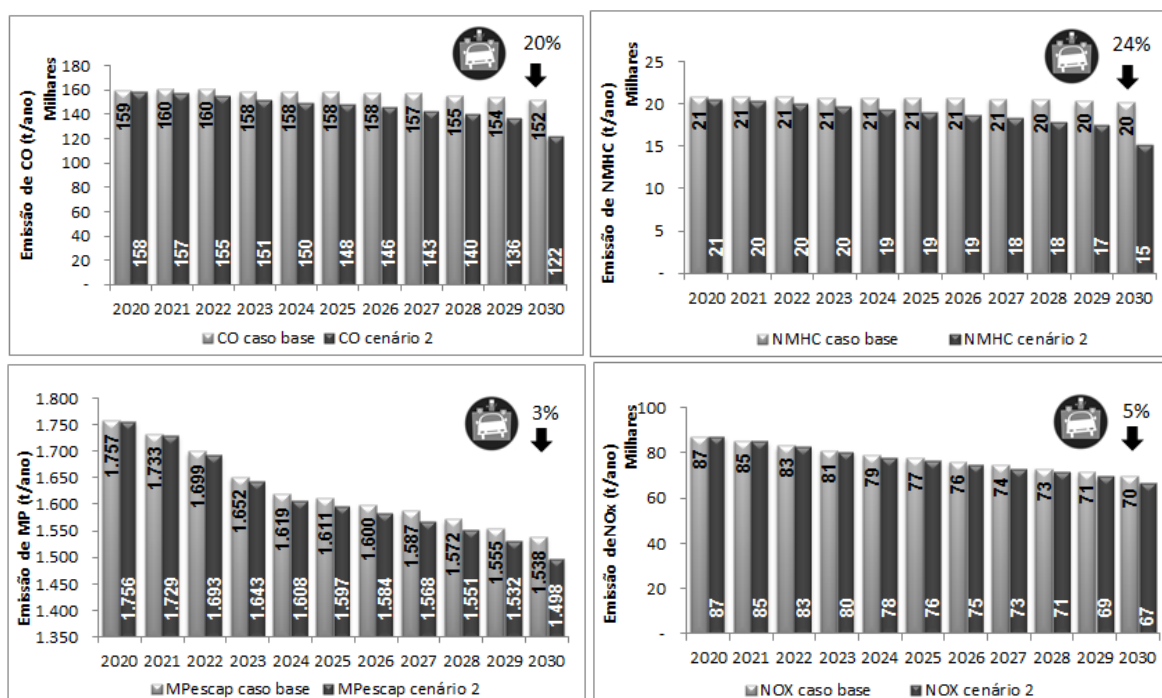 20%
Milhares
Emissão de CO (t/ano)
180
160
140
120
100
80
60
40
20
-
159 160 160 158 158 158 158 157 155 154 152
158 157 155 151 150 148 146 143 140 136 122
2020 2021 2022 2023 2024 2025 2026 2027 2028 2029 2030
CO caso base CO cenário 2
24%
Milhares
Emissão de NMHC (t/ano)
25
20
15
10
5
-
21 21 21 21 21 21 21 21 20 20 20
21 20 20 20 19 19 19 18 18 17 15
2020 2021 2022 2023 2024 2025 2026 2027 2028 2029 2030
NMHC caso base NMHC cenário 2
3%
Emissão de MP (t/ano)
1.800
1.750
1.700
1.650
1.600
1.550
1.500
1.450
1.400
1.350
1.757 1.733 1.699 1.652 1.619 1.611 1.600 1.587 1.572 1.555 1.538
1.756 1.729 1.693 1.643 1.608 1.597 1.584 1.568 1.551 1.532 1.498
2020 2021 2022 2023 2024 2025 2026 2027 2028 2029 2030
MPescap caso base MPescap cenário 2
5%
Milhares
Emissão deNOx (t/ano)
100
80
60
40
20
-
87 85 83 81 79 77 76 74 73 71 70
87 85 83 80 78 76 75 73 71 69 67
2020 2021 2022 2023 2024 2025 2026 2027 2028 2029 2030
NOX caso base NOX cenário 2